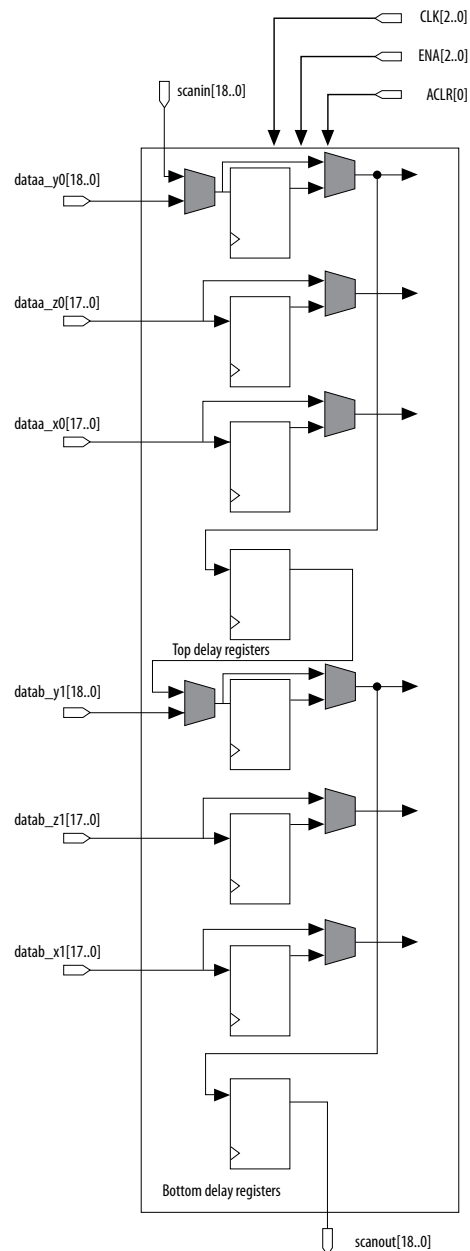 CLK[2..0]
ENA[2..0]
ACLR[0]
scanin[18..0]
dataa_y0[18..0]
dataa_z0[17..0]
dataa_x0[17..0]
Top delay registers
datab_y1[18..0]
datab_z1[17..0]
datab_x1[17..0]
Bottom delay registers
scanout[18..0]